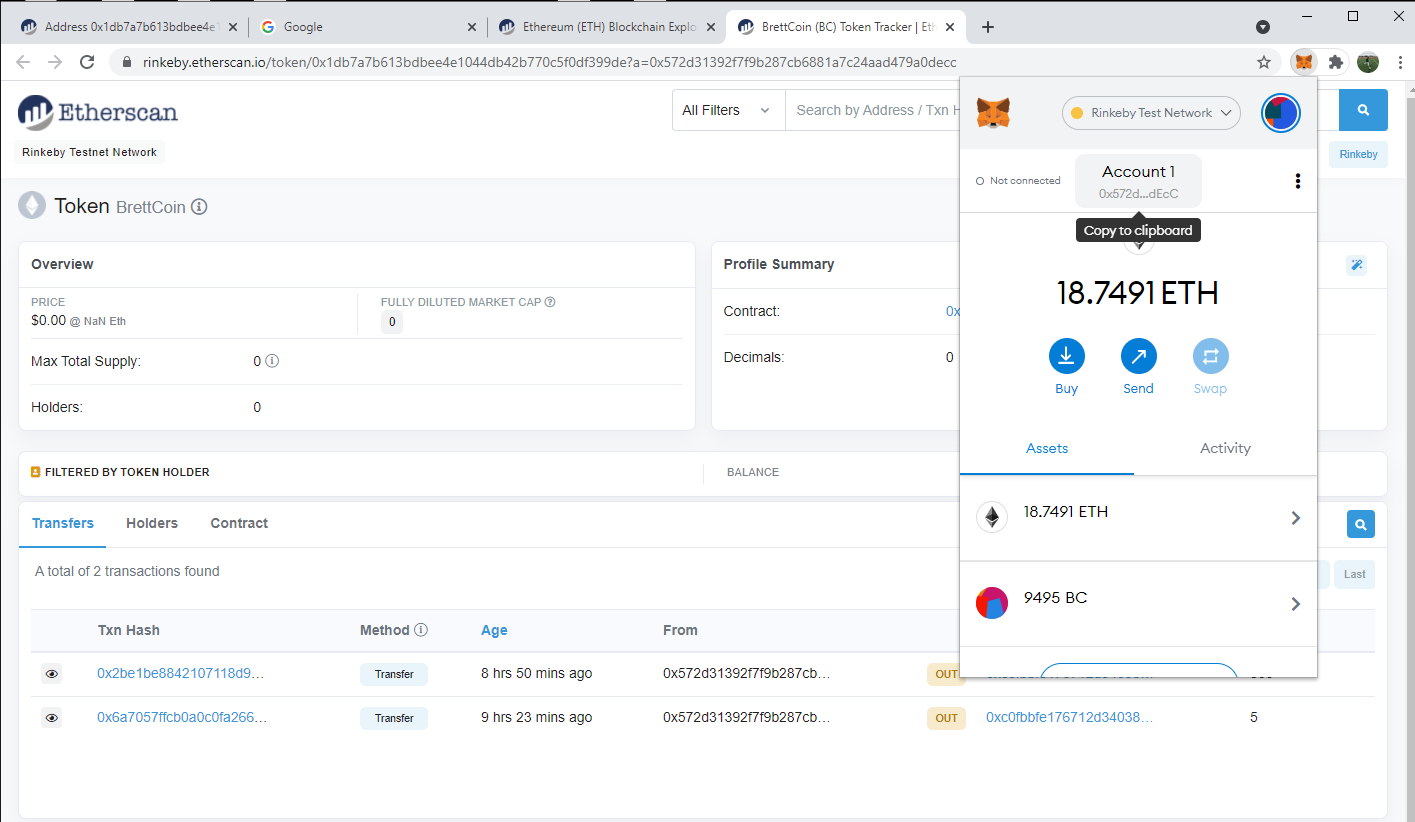 Address 0x1db7a7b613bdbee4e1
Google
Ethereum (ETH) Blockchain Explo
BrettCoin (BC) Token Tracker | Eth
rinkeby.etherscan.io/token/0x1db7a7b613bdbee4e1044db42b770c5f0df399de?a=0x572d31392f7f9b287cb6881a7c24aad479a0decc
Etherscan
All Filters
Search by Address / Txn H
Rinkeby Testnet Network
Rinkeby
Token BrettCoin
Overview
PRICE
$0.00 @ NaN Eth
FULLY DILUTED MARKET CAP
0
Max Total Supply: 0
Holders: 0
Profile Summary
Contract: 0x
Decimals: 0
FILTERED BY TOKEN HOLDER
BALANCE
Transfers Holders Contract
A total of 2 transactions found
Last
Txn Hash Method Age From
0x2be1be8842107118d9... Transfer 8 hrs 50 mins ago 0x572d31392f7f9b287cb... OUT
0x6a7057ffcb0a0c0fa266... Transfer 9 hrs 23 mins ago 0x572d31392f7f9b287cb... OUT 0xc0fbbfe176712d34038... 5
Rinkeby Test Network
Not connected
Account 1
0x572d...dEcC
Copy to clipboard
18.7491 ETH
Buy Send Swap
Assets Activity
18.7491 ETH
9495 BC